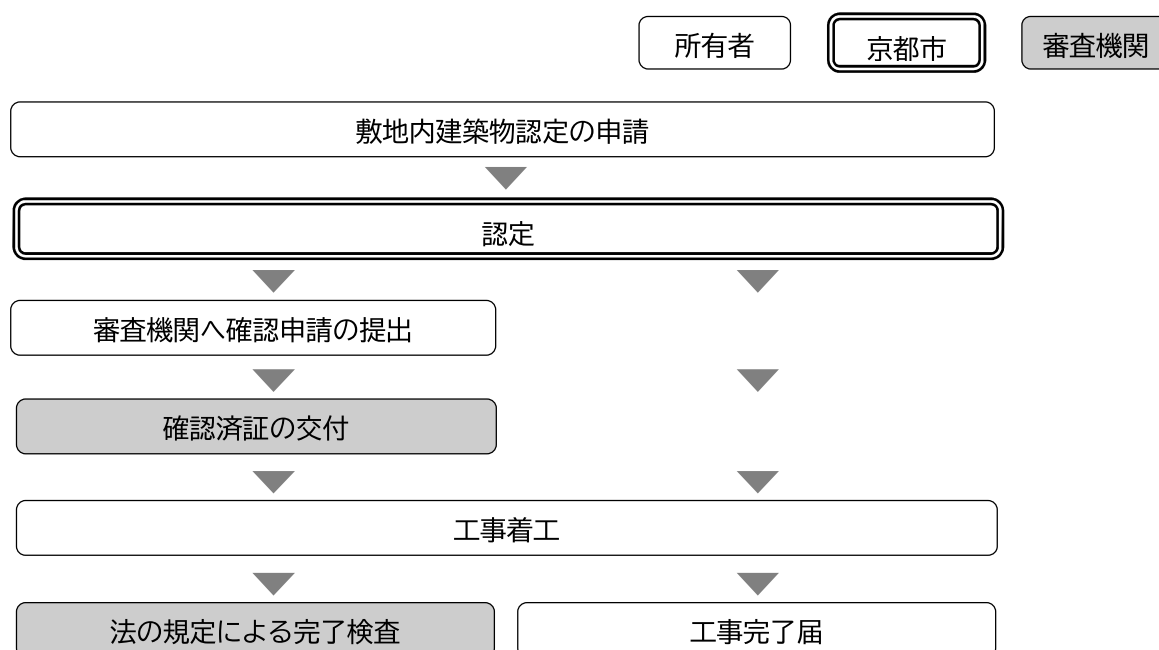 所有者
京都市
審査機関
敷地内建築物認定の申請
認定
審査機関へ確認申請の提出
確認済証の交付
工事着工
法の規定による完了検査
工事完了届